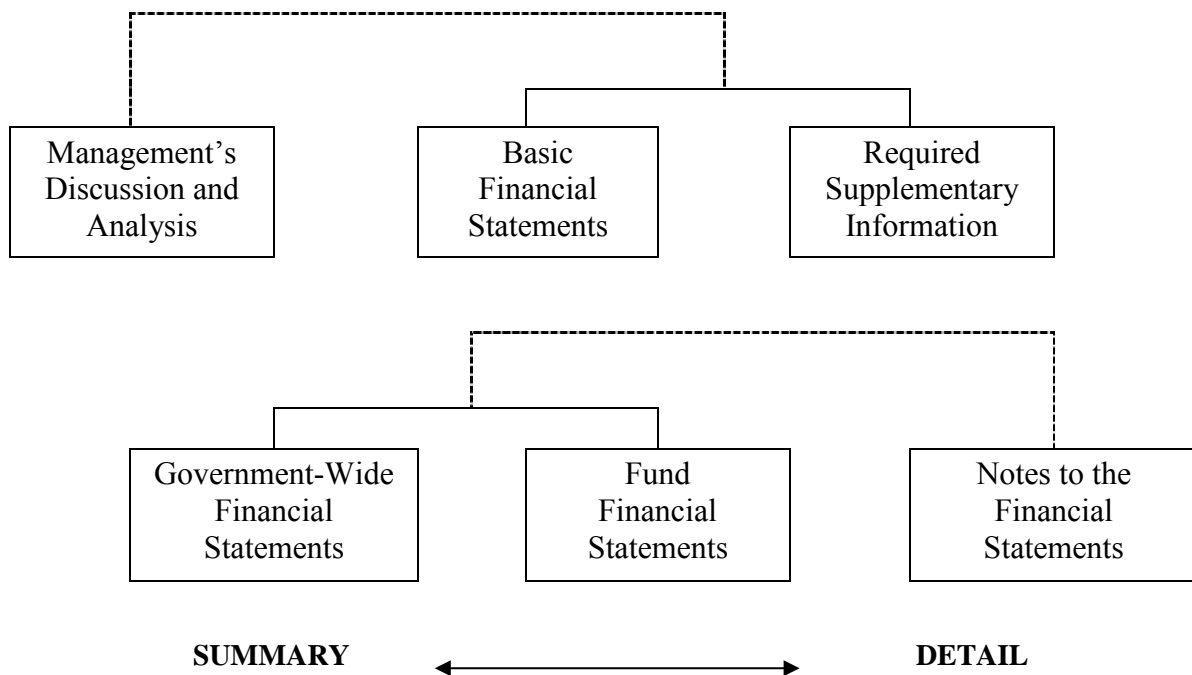 Management’s
Discussion and
Analysis
Basic
Financial
Statements
Required
Supplementary
Information
Government-Wide
Financial
Statements
Fund
Financial
Statements
Notes to the
Financial
Statements
SUMMARY
DETAIL